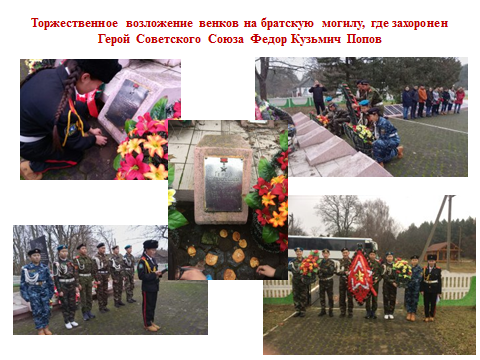 Торжественное возложение венков на братскую могилу, где захоронен
Герой Советского Союза Федор Кузьмич Попов